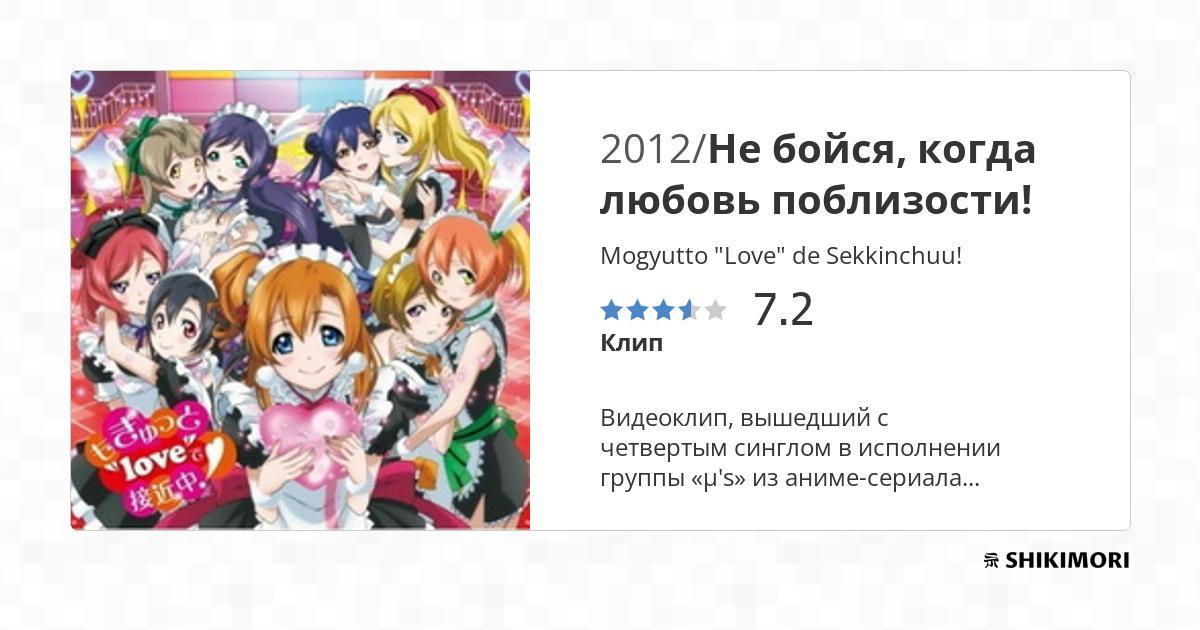 もぎゅっと
"love"で
接近中!
2012/Не бойся, когда
любовь поблизости!
Mogyutto "Love" de Sekkinchuu!
7.2
Клип
Видеоклип, вышедший с
четвертым синглом в исполнении
группы «μ's» из аниме-сериала...
SHIKIMORI